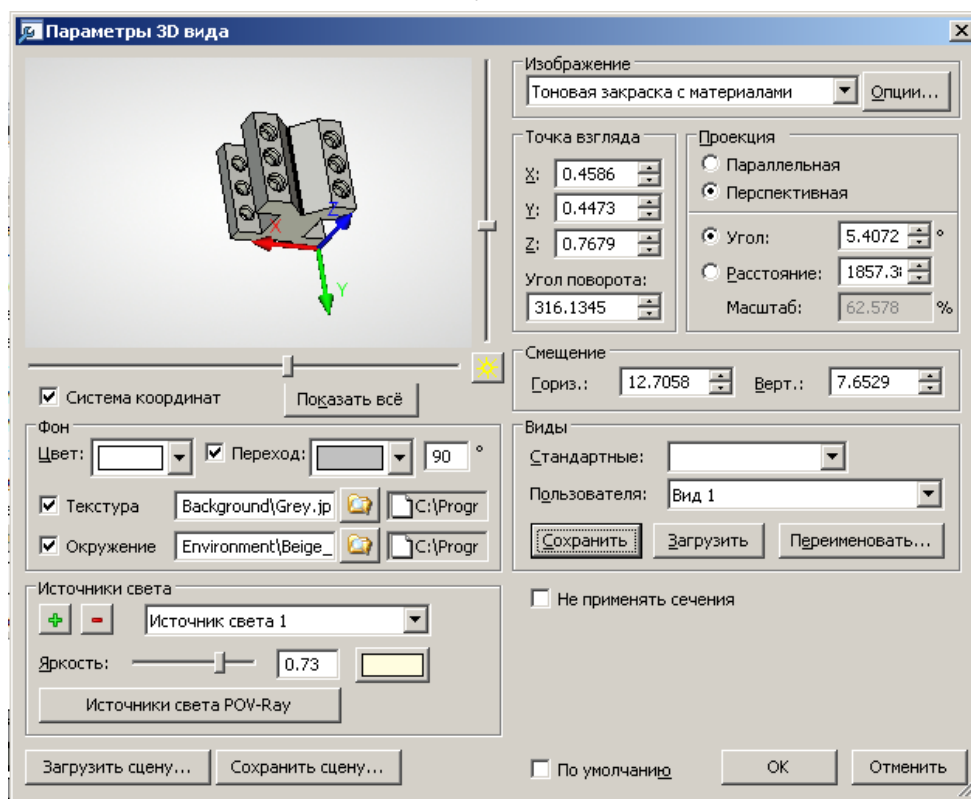 Параметры 3D вида
X
Y
Z
Система координат
Показать всё
Фон
Цвет:
Переход:
90 °
Текстура
Background\Grey.jp
C:\Progr
Окружение
Environment\Beige_
C:\Progr
Источники света
Источник света 1
Яркость:
0.73
Источники света POV-Ray
Загрузить сцену...
Сохранить сцену...
Изображение
Тоновая закраска с материалами
Опции...
Точка взгляда
X: 0.4586
Y: 0.4473
Z: 0.7679
Угол поворота:
316.1345
Проекция
Параллельная
Перспективная
Угол: 5.4072 °
Расстояние: 1857.3
Масштаб: 62.578 %
Смещение
Гориз.: 12.7058
Верт.: 7.6529
Виды
Стандартные:
Пользователя: Вид 1
Сохранить
Загрузить
Переименовать...
Не применять сечения
По умолчанию
OK
Отменить